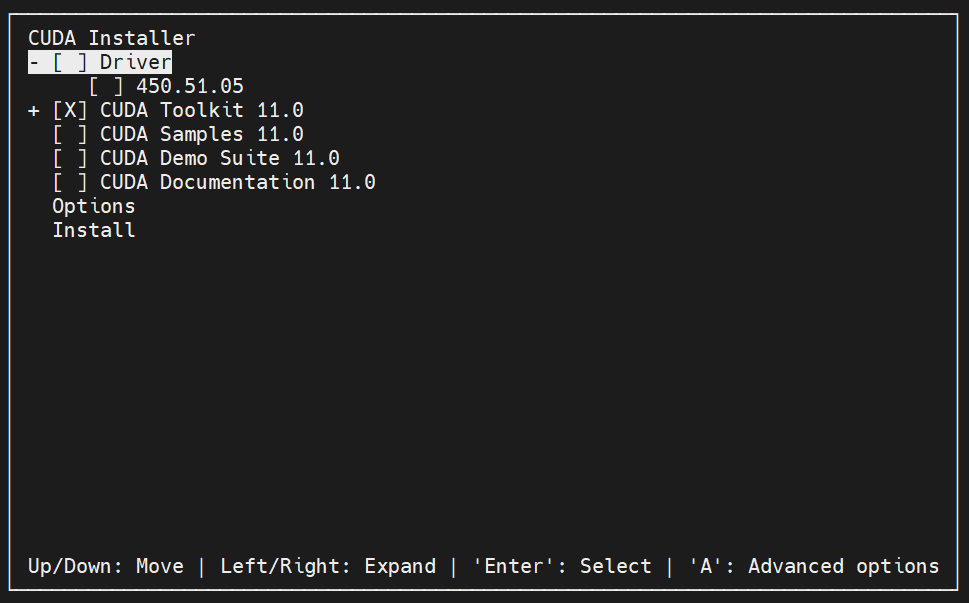 CUDA Installer
- [ ] Driver
[ ] 450.51.05
+ [X] CUDA Toolkit 11.0
[ ] CUDA Samples 11.0
[ ] CUDA Demo Suite 11.0
[ ] CUDA Documentation 11.0
Options
Install
Up/Down: Move | Left/Right: Expand | 'Enter': Select | 'A': Advanced options